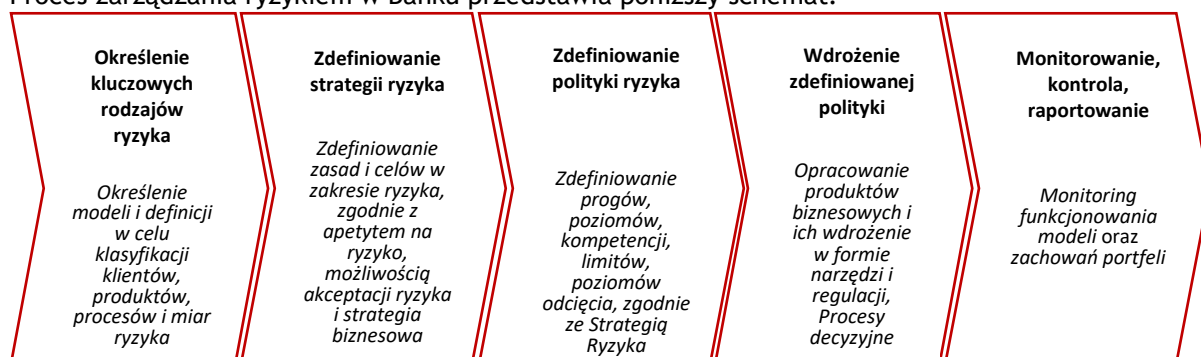 Proces zarządzania ryzykiem w Banku przedstawia poniższy schemat:
Określenie
kluczowych
rodzajów
ryzyka
Określenie
modeli i definicji
w celu
klasyfikacji
klientów,
produktów,
procesów i miar
ryzyka
Zdefiniowanie
strategii ryzyka
Zdefiniowanie
zasad i celów w
zakresie ryzyka,
zgodnie z
apetytem na
ryzyko,
możliwością
akceptacji ryzyka
i strategia
biznesowa
Zdefiniowanie
polityki ryzyka
Zdefiniowanie
progów,
poziomów,
kompetencji,
limitów,
poziomów
odcięcia, zgodnie
ze Strategią
Ryzyka
Wdrożenie
zdefiniowanej
polityki
Opracowanie
produktów
biznesowych i
ich wdrożenie
w formie
narzędzi i
regulacji,
Procesy
decyzyjne
Monitorowanie,
kontrola,
raportowanie
Monitoring
funkcjonowania
modeli oraz
zachowań portfeli